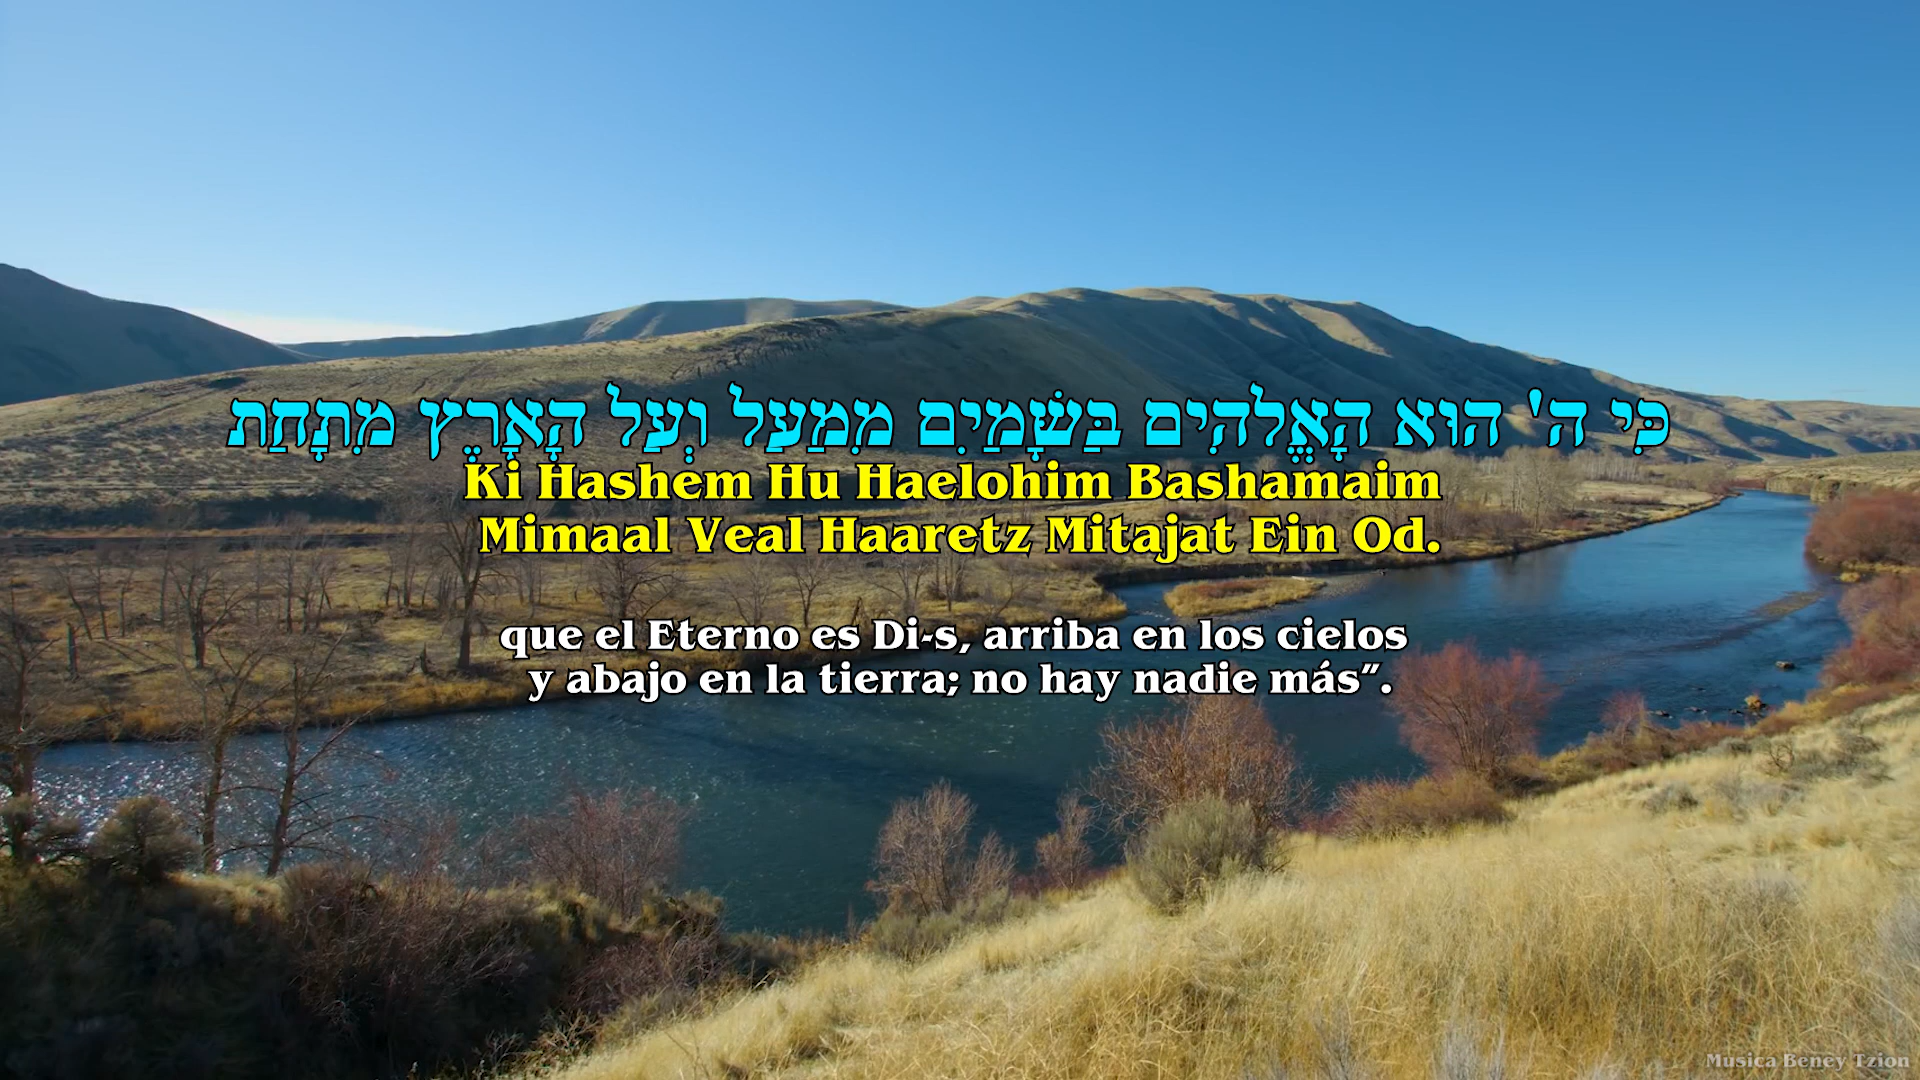 כִּי ה' הוּא הָאֱלֹהִים בַּשָּׁמַיִם מִמַּעַל וְעַל הָאָרֶץ מִתָּחַת
Ki Hashem Hu Haelohim Bashamaim
Mimaal Veal Haaretz Mitajat Ein Od.
que el Eterno es Di-s, arriba en los cielos
y abajo en la tierra; no hay nadie más”.
Musica Beney Tzion